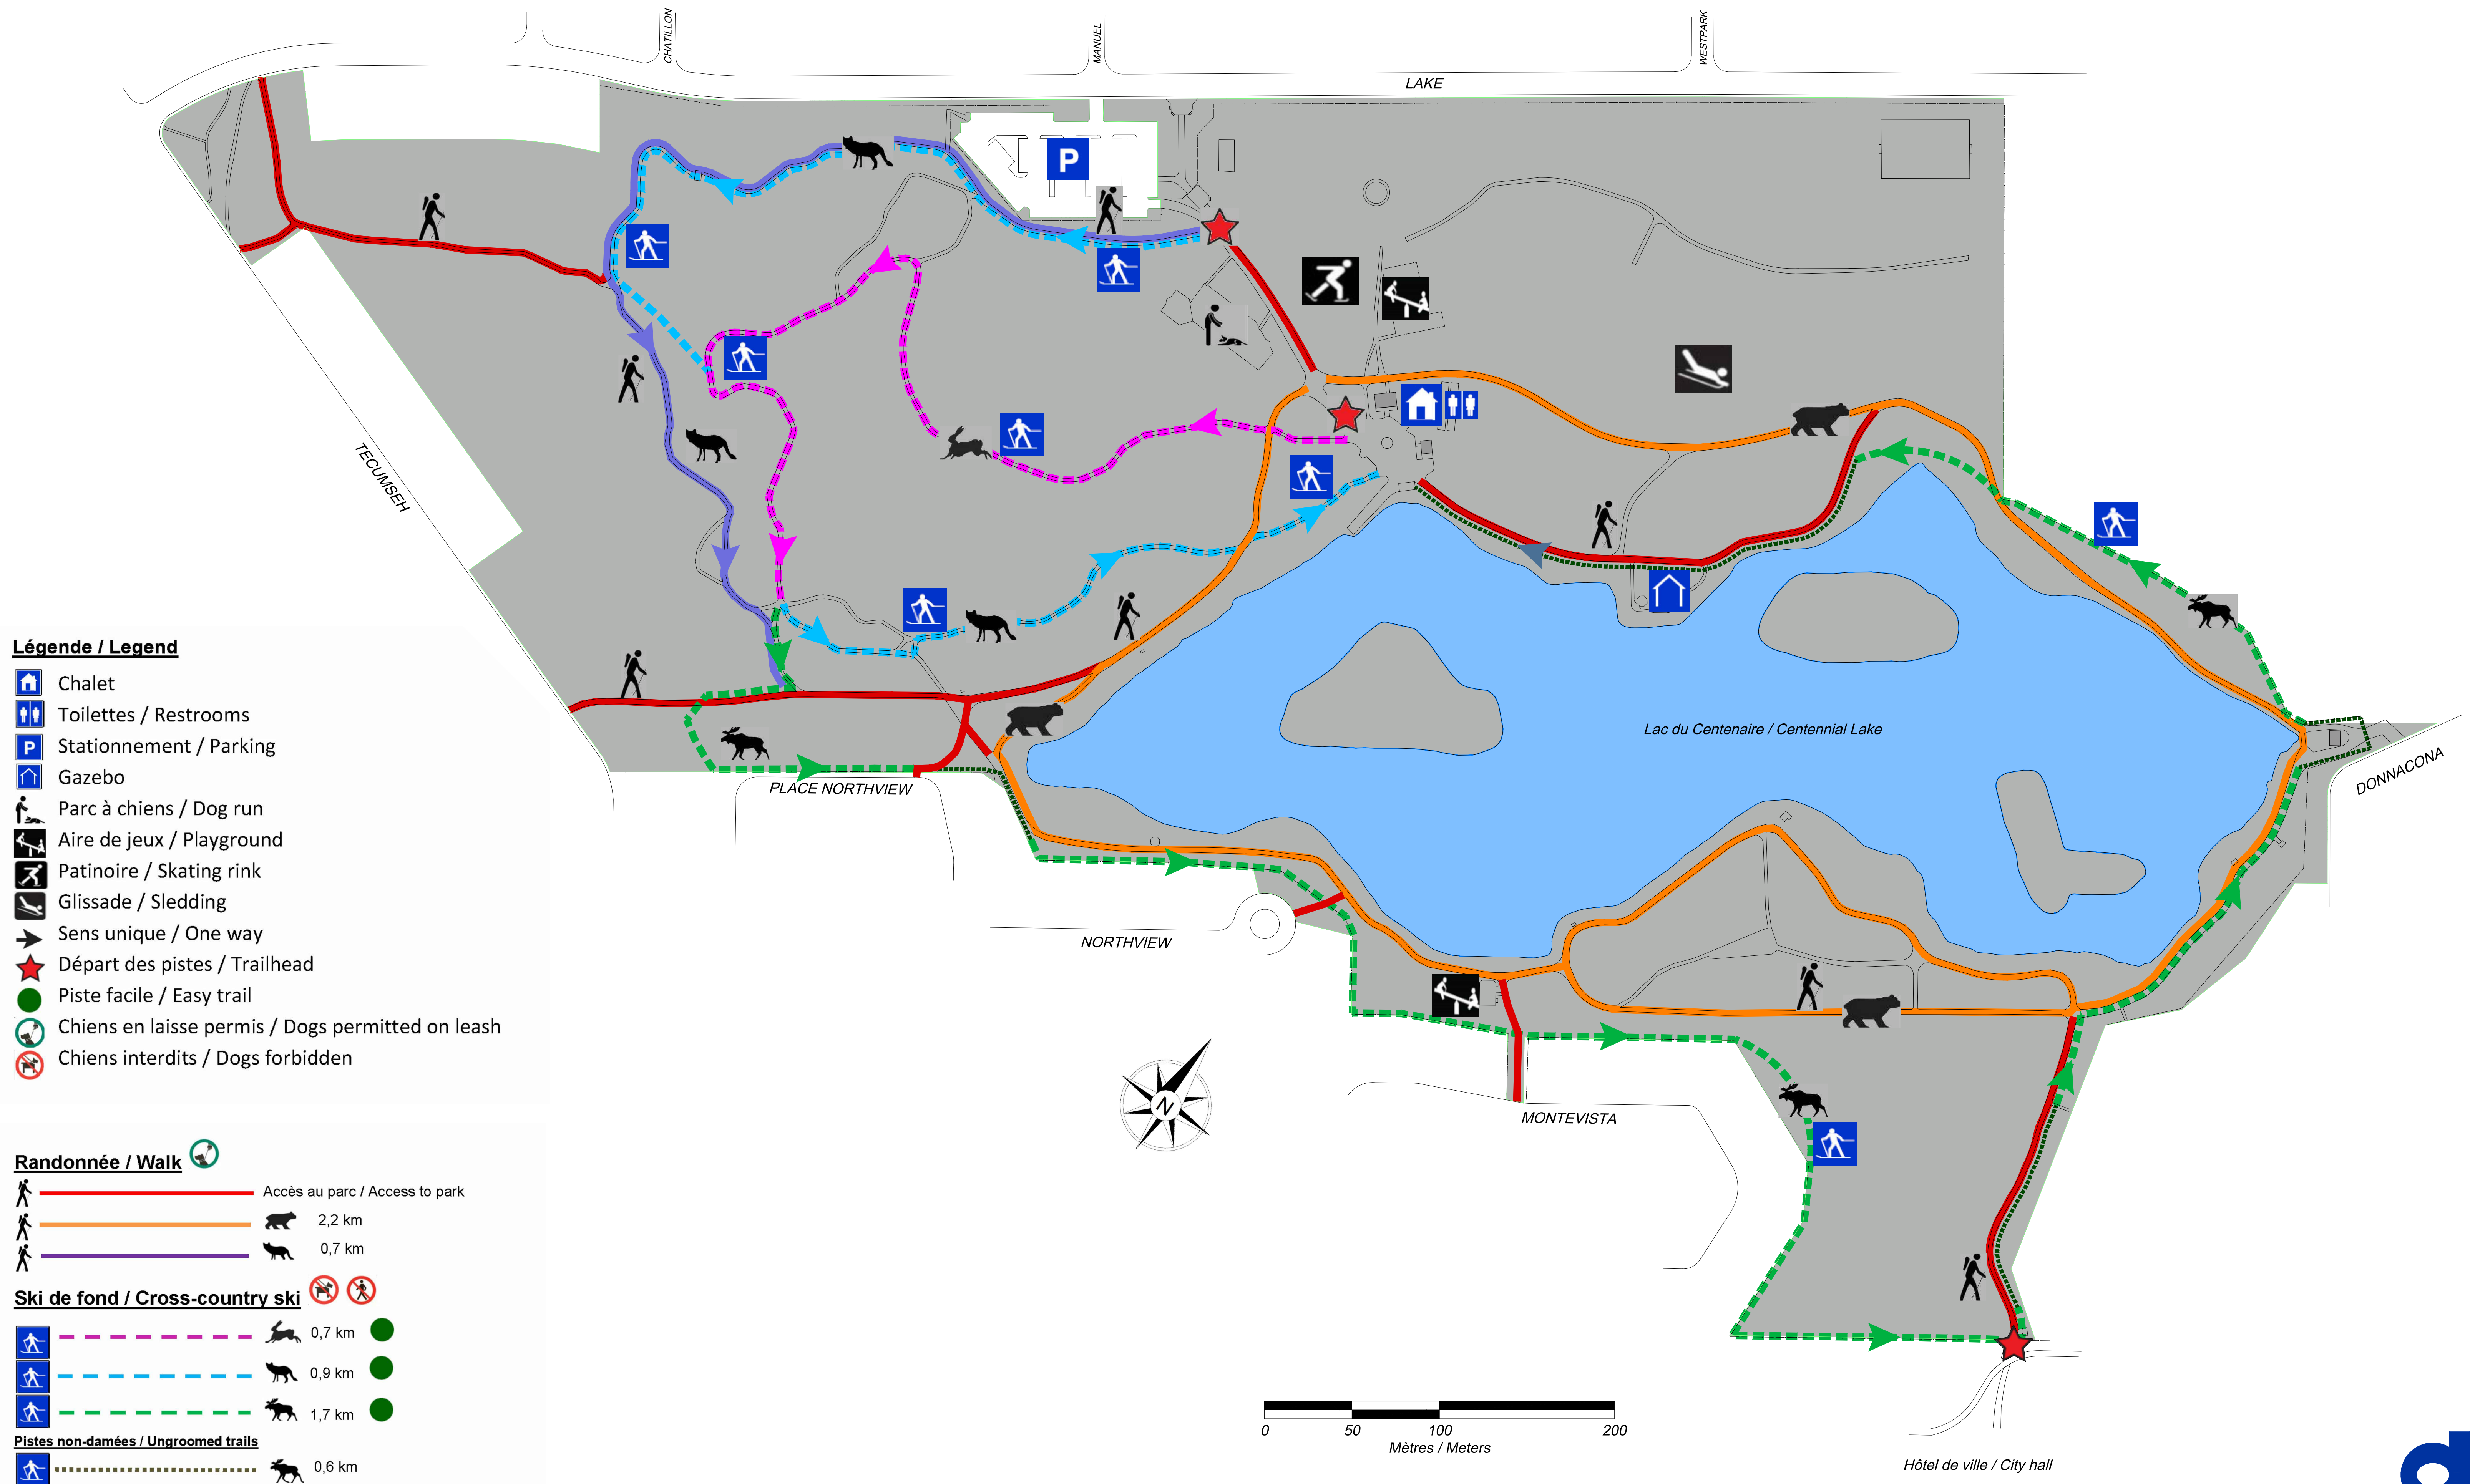 CHATILLON
MANUEL
WESTPARK
LAKE
P
TECUMSEH
Légende / Legend
Chalet
Toilettes / Restrooms
P
Stationnement / Parking
Gazebo
Parc à chiens / Dog run
Aire de jeux / Playground
Patinoire / Skating rink
Glissade / Sledding
Sens unique / One way
Départ des pistes / Trailhead
Piste facile / Easy trail
Chiens en laisse permis / Dogs permitted on leash
Chiens interdits / Dogs forbidden
Lac du Centenaire / Centennial Lake
PLACE NORTHVIEW
DONNACONA
NORTHVIEW
MONTEVISTA
N
Randonnée / Walk
Accès au parc / Access to park
2,2 km
0,7 km
Ski de fond / Cross-country ski
0,7 km
0,9 km
1,7 km
Pistes non-damées / Ungroomed trails
0,6 km
0 50 100 200
Mètres / Meters
Hôtel de ville / City hall